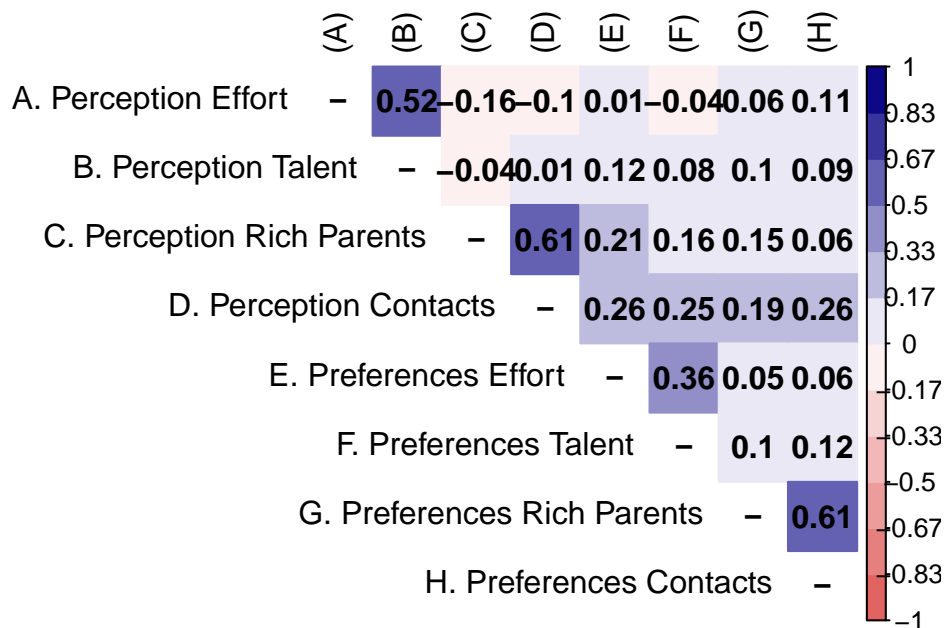 (A) (B) (C) (D) (E) (F) (G) (H)
A. Perception Effort – 0.52 –0.16 –0.1 0.01 –0.04 0.06 0.11
B. Perception Talent – –0.04 0.01 0.12 0.08 0.1 0.09
C. Perception Rich Parents – 0.61 0.21 0.16 0.15 0.06
D. Perception Contacts – 0.26 0.25 0.19 0.26
E. Preferences Effort – 0.36 0.05 0.06
F. Preferences Talent – 0.1 0.12
G. Preferences Rich Parents – 0.61
H. Preferences Contacts –
1
0.83
0.67
0.5
0.33
0.17
0
–0.17
–0.33
–0.5
–0.67
–0.83
–1